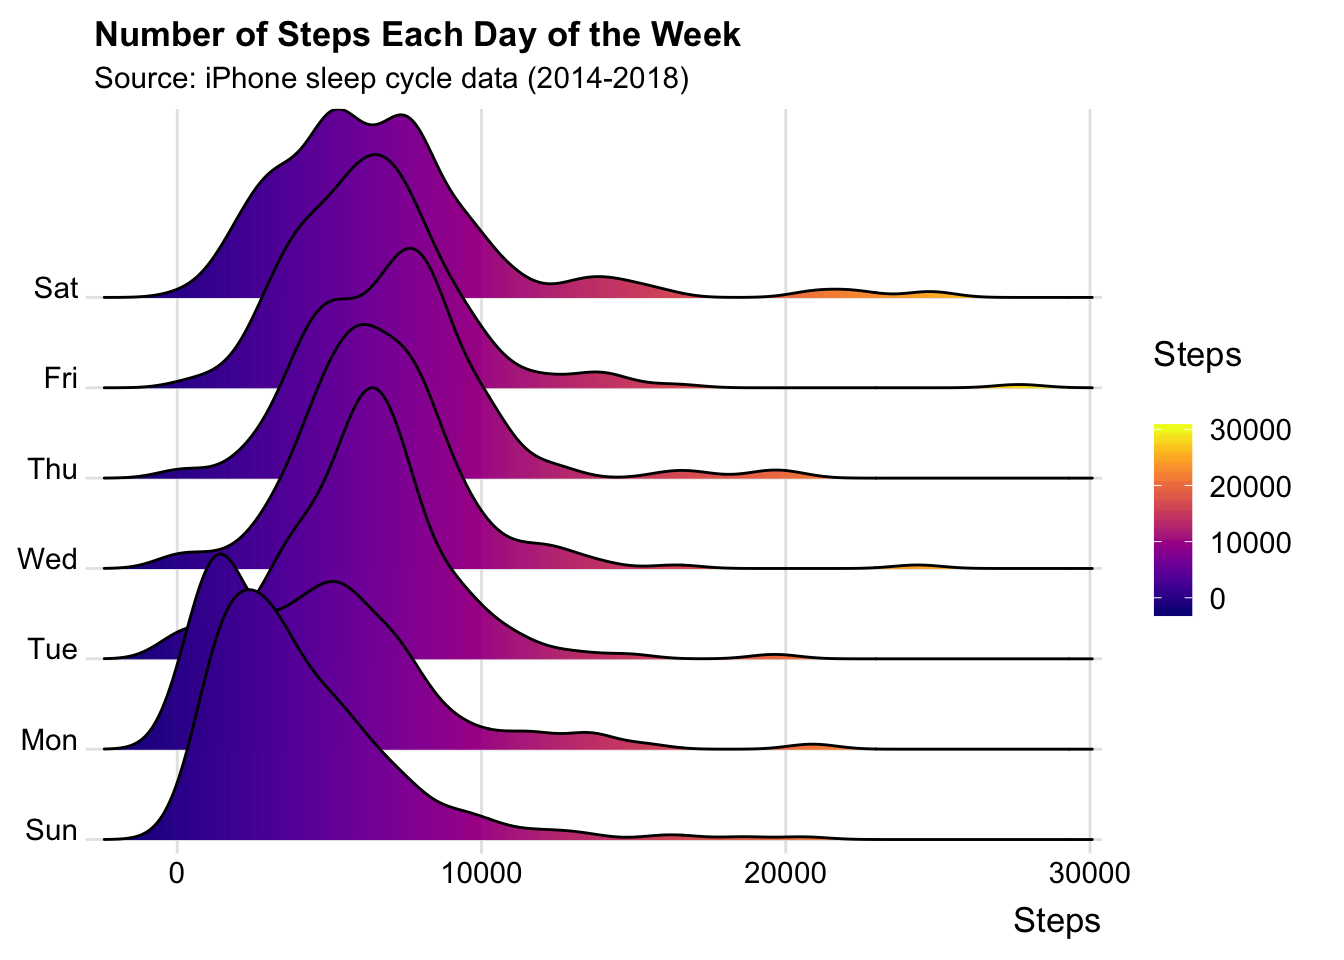 Number of Steps Each Day of the Week
Source: iPhone sleep cycle data (2014-2018)
Sat
Fri
Thu
Wed
Tue
Mon
Sun
0 10000 20000 30000
Steps
Steps
30000
20000
10000
0